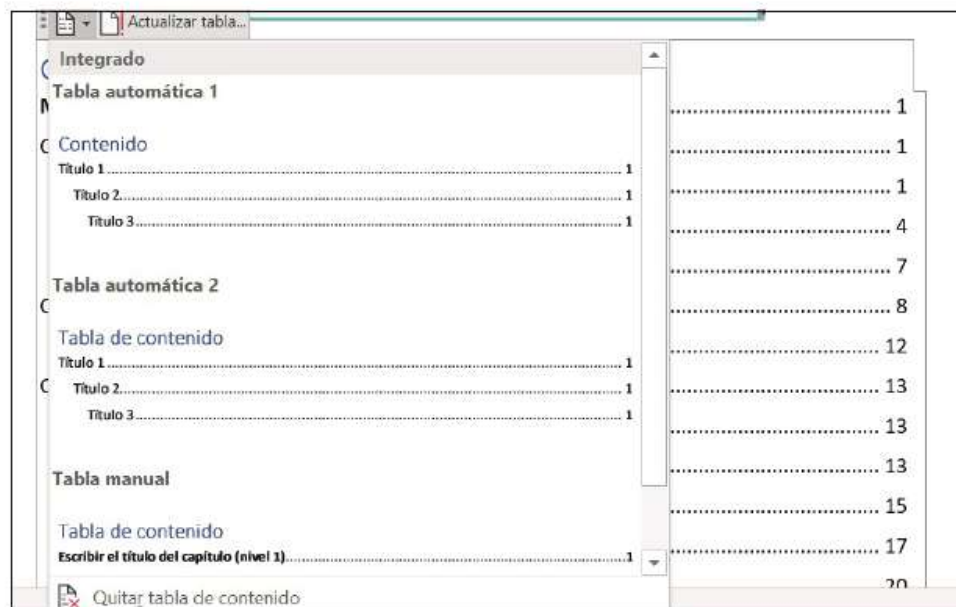 Actualizar tabla...
Integrado
Tabla automática 1
1
Contenido
1
Título 1 1
1
Título 2 1
Título 3 1
4
7
Tabla automática 2
8
Tabla de contenido
12
Título 1 1
13
Título 2 1
Título 3 1
13
13
Tabla manual
15
Tabla de contenido
17
Escribir el título del capítulo (nivel 1) 1
20
Quitar tabla de contenido